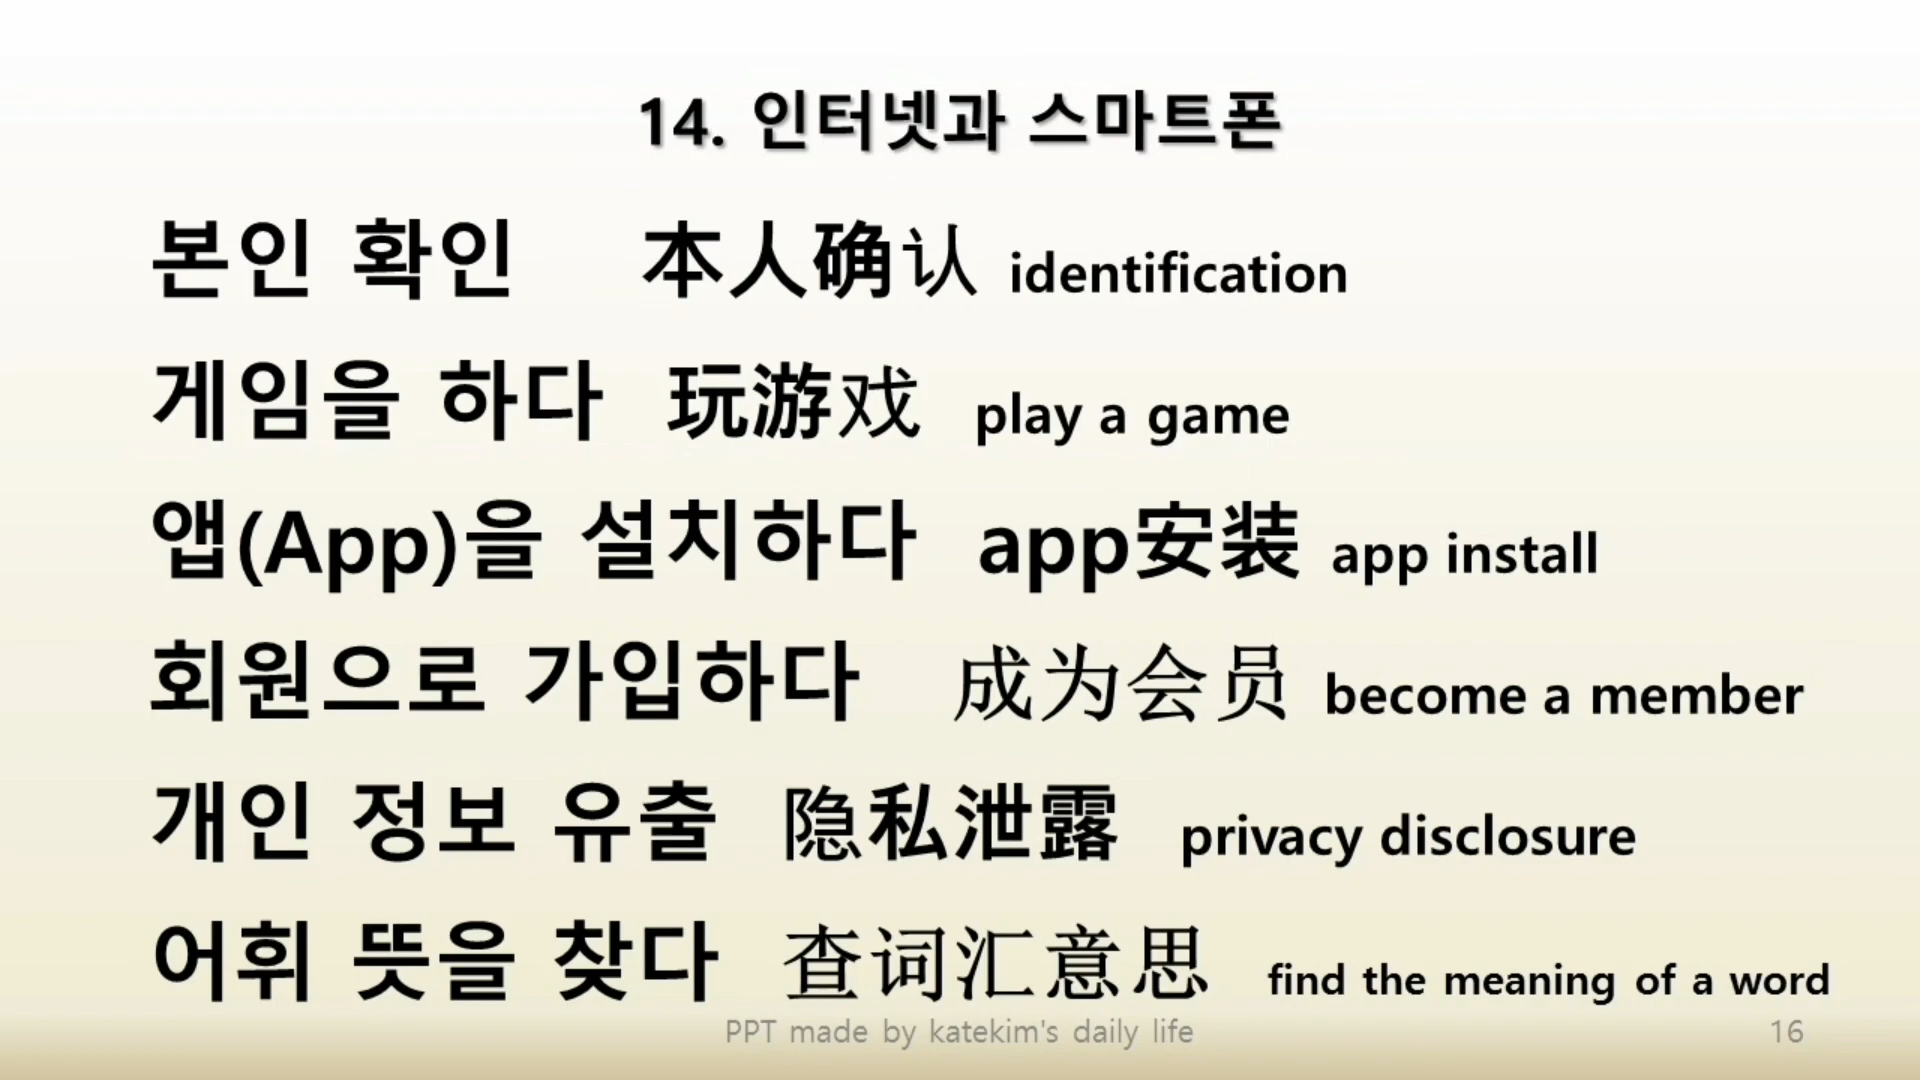 14. 인터넷과 스마트폰
본인 확인 本人确认 identification
게임을 하다 玩游戏 play a game
앱(App)을 설치하다 app安装 app install
회원으로 가입하다 成为会员 become a member
개인 정보 유출 隐私泄露 privacy disclosure
어휘 뜻을 찾다 查词汇意思 find the meaning of a word
PPT made by katekim's daily life 16